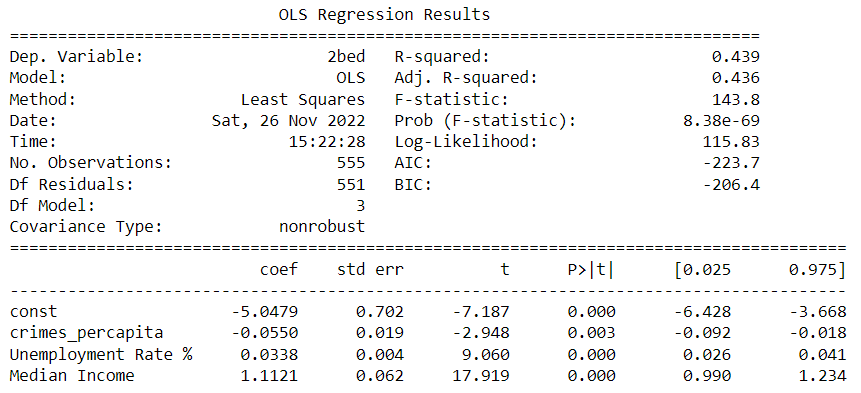 OLS Regression Results
==============================================================================
Dep. Variable:                   2bed   R-squared:                       0.439
Model:                            OLS   Adj. R-squared:                  0.436
Method:                 Least Squares   F-statistic:                     143.8
Date:                Sat, 26 Nov 2022   Prob (F-statistic):           8.38e-69
Time:                        15:22:28   Log-Likelihood:                 115.83
No. Observations:                 555   AIC:                            -223.7
Df Residuals:                     551   BIC:                            -206.4
Df Model:                           3
Covariance Type:            nonrobust
=======================================================================================
                          coef    std err          t      P>|t|      [0.025      0.975]
---------------------------------------------------------------------------------------
const                  -5.0479      0.702     -7.187      0.000      -6.428      -3.668
crimes_percapita       -0.0550      0.019     -2.948      0.003      -0.092      -0.018
Unemployment Rate %     0.0338      0.004      9.060      0.000       0.026       0.041
Median Income           1.1121      0.062     17.919      0.000       0.990       1.234